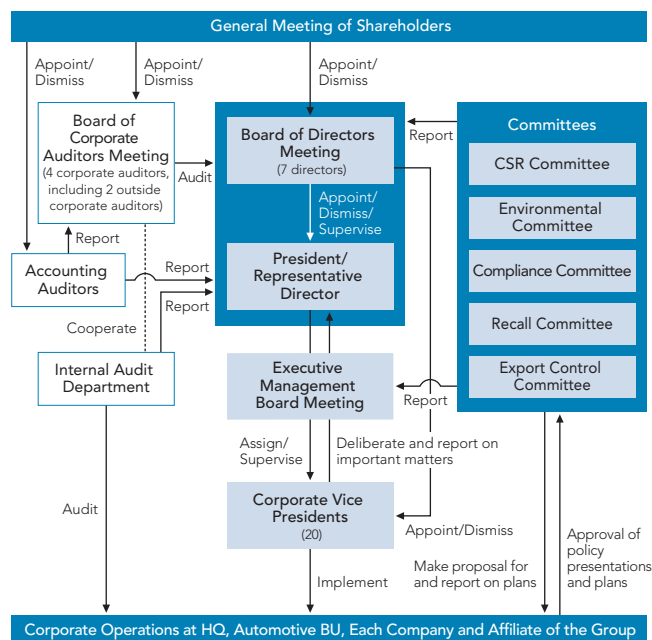 General Meeting of Shareholders
Appoint/
Dismiss
Appoint/
Dismiss
Appoint/
Dismiss
Board of
Corporate
Auditors Meeting
(4 corporate auditors,
including 2 outside
corporate auditors)
Audit
Board of Directors
Meeting
(7 directors)
Report
Committees
CSR Committee
Environmental
Committee
Compliance Committee
Recall Committee
Export Control
Committee
Appoint/
Dismiss/
Supervise
Report
Accounting
Auditors
Report
Report
President/
Representative
Director
Cooperate
Internal Audit
Department
Executive
Management
Board Meeting
Report
Assign/
Supervise
Deliberate and report on
important matters
Audit
Corporate Vice
Presidents
(20)
Appoint/Dismiss
Implement
Make proposal for
and report on plans
Approval of
policy
presentations
and plans
Corporate Operations at HQ, Automotive BU, Each Company and Affiliate of the Group